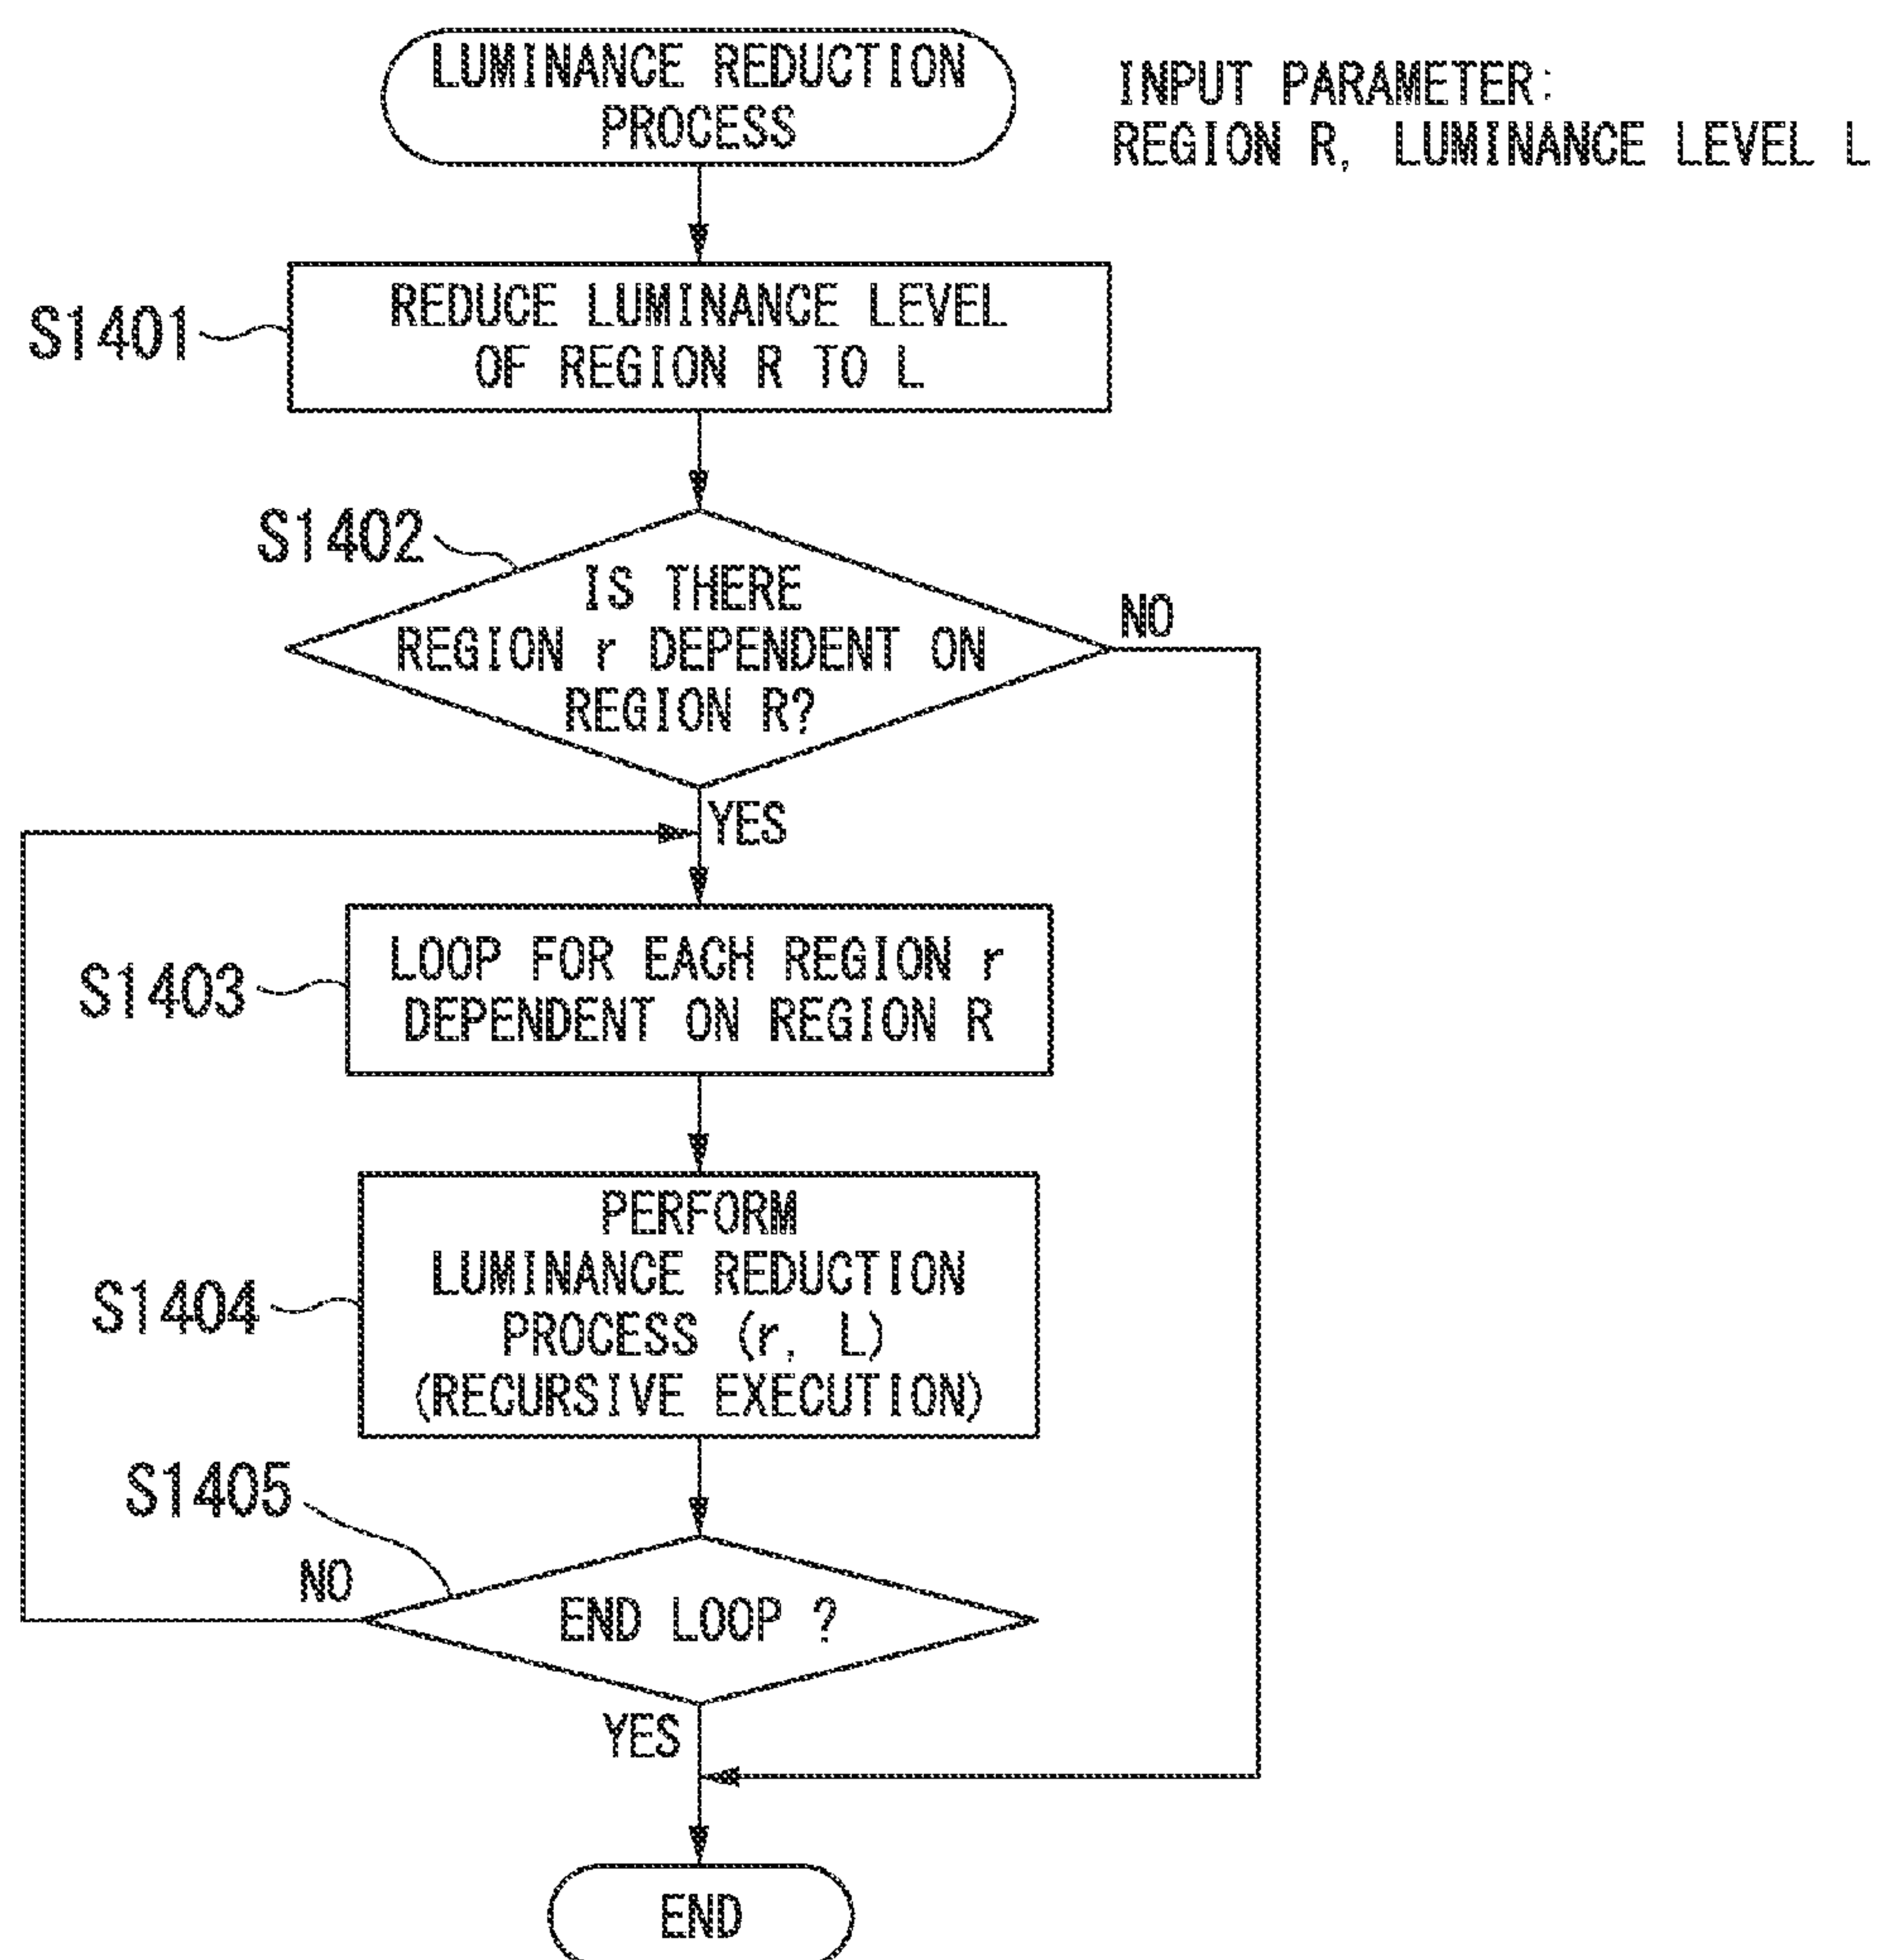 LUMINANCE REDUCTION
PROCESS
INPUT PARAMETER:
REGION R, LUMINANCE LEVEL L
S1401
REDUCE LUMINANCE LEVEL
OF REGION R TO L
S1402
IS THERE
REGION r DEPENDENT ON
REGION R?
NO
YES
S1403
LOOP FOR EACH REGION r
DEPENDENT ON REGION R
S1404
PERFORM
LUMINANCE REDUCTION
PROCESS (r, L)
(RECURSIVE EXECUTION)
S1405
NO
END LOOP ?
YES
END